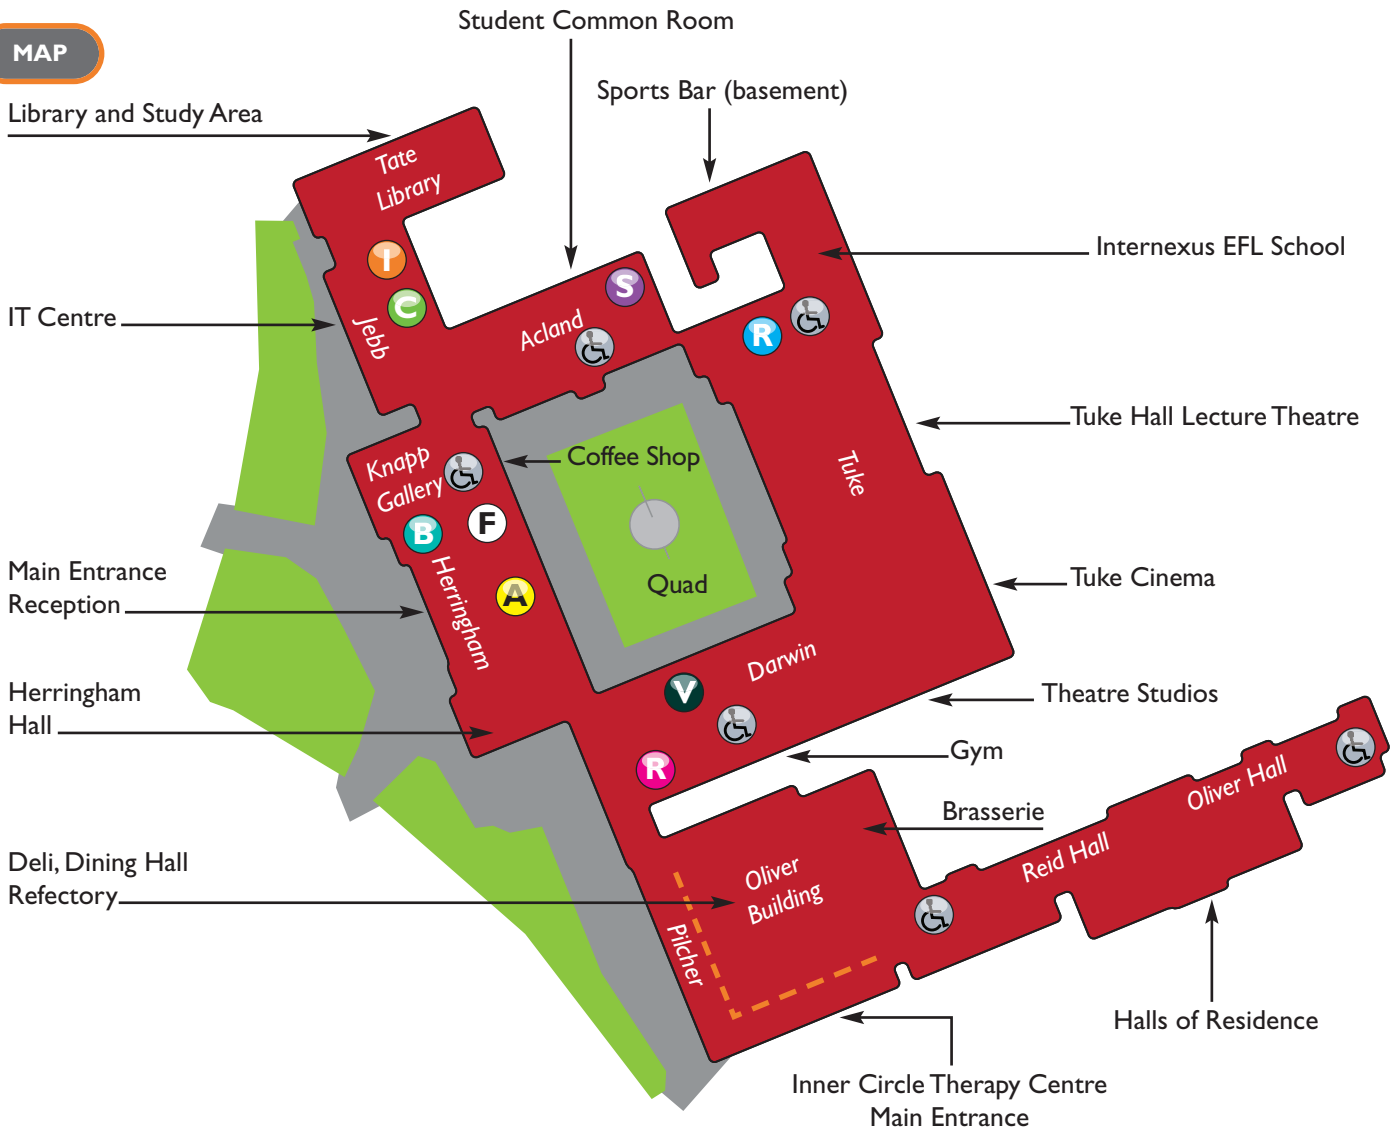 Student Common Room
MAP
Sports Bar (basement)
Library and Study Area
Tate
Library
Internexus EFL School
I
S
C
IT Centre
Jebb
Acland
R
Tuke Hall Lecture Theatre
Knapp
Gallery
Coffee Shop
Tuke
B
F
Main Entrance
Reception
Herringham
A
Quad
Tuke Cinema
Darwin
V
Herringham
Hall
Theatre Studios
Gym
R
Oliver Hall
Brasserie
Reid Hall
Deli, Dining Hall
Refectory
Oliver
Building
Pilcher
Halls of Residence
Inner Circle Therapy Centre
Main Entrance